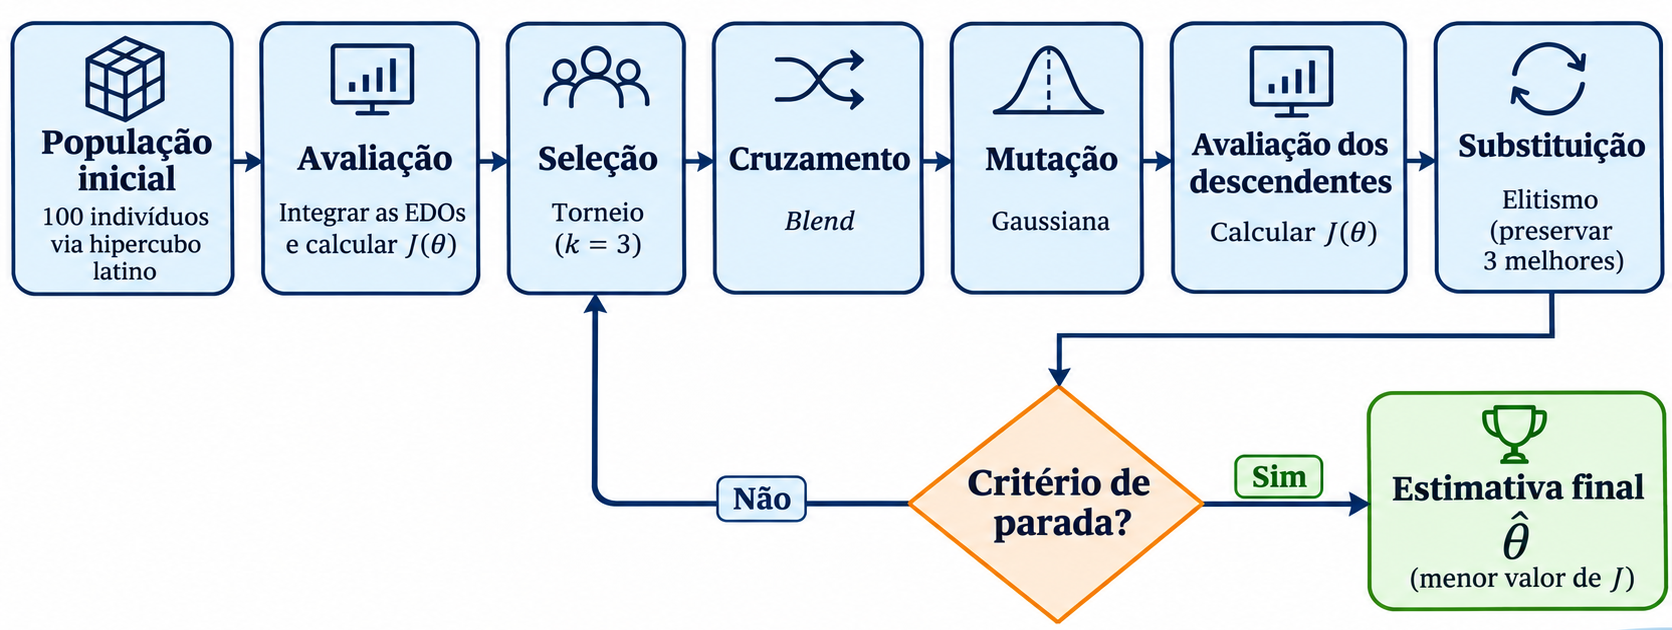 População
inicial
100 indivíduos
via hipercubo
latino
Avaliação
Integrar as EDOs
e calcular J(θ)
Seleção
Torneio
(k = 3)
Cruzamento
Blend
Mutação
Gaussiana
Avaliação dos
descendentes
Calcular J(θ)
Substituição
Elitismo
(preservar
3 melhores)
Critério de
parada?
Não
Sim
Estimativa final
θ̂
(menor valor de J)